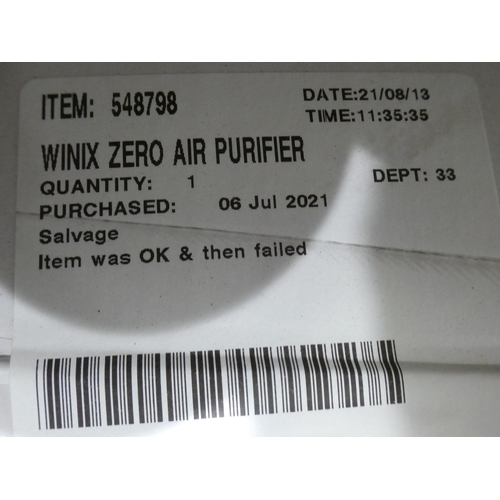 ITEM: 548798 DATE:21/08/13
TIME:11:35:35
WINIX ZERO AIR PURIFIER
QUANTITY: 1 DEPT: 33
PURCHASED: 06 Jul 2021
Salvage
Item was OK & then failed